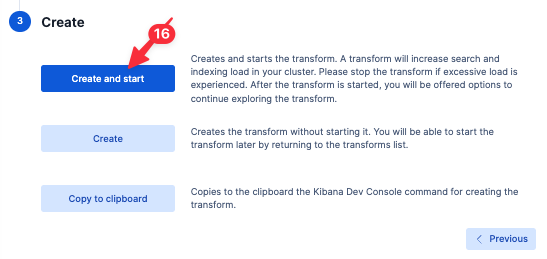 3 Create
16
Create and start
Creates and starts the transform. A transform will increase search and
indexing load in your cluster. Please stop the transform if excessive load is
experienced. After the transform is started, you will be offered options to
continue exploring the transform.
Create
Creates the transform without starting it. You will be able to start the
transform later by returning to the transforms list.
Copy to clipboard
Copies to the clipboard the Kibana Dev Console command for creating the
transform.
Previous